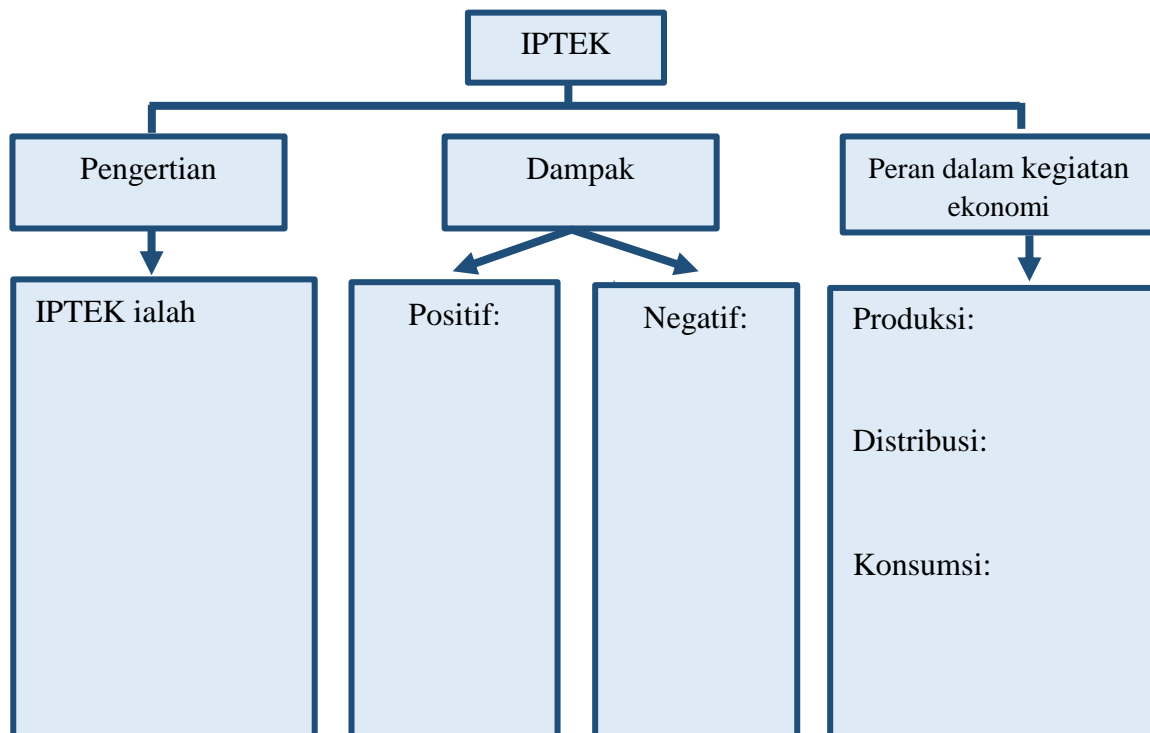 IPTEK
Pengertian
Dampak
Peran dalam kegiatan
ekonomi
IPTEK ialah
Positif:
Negatif:
Produksi:
Distribusi:
Konsumsi: